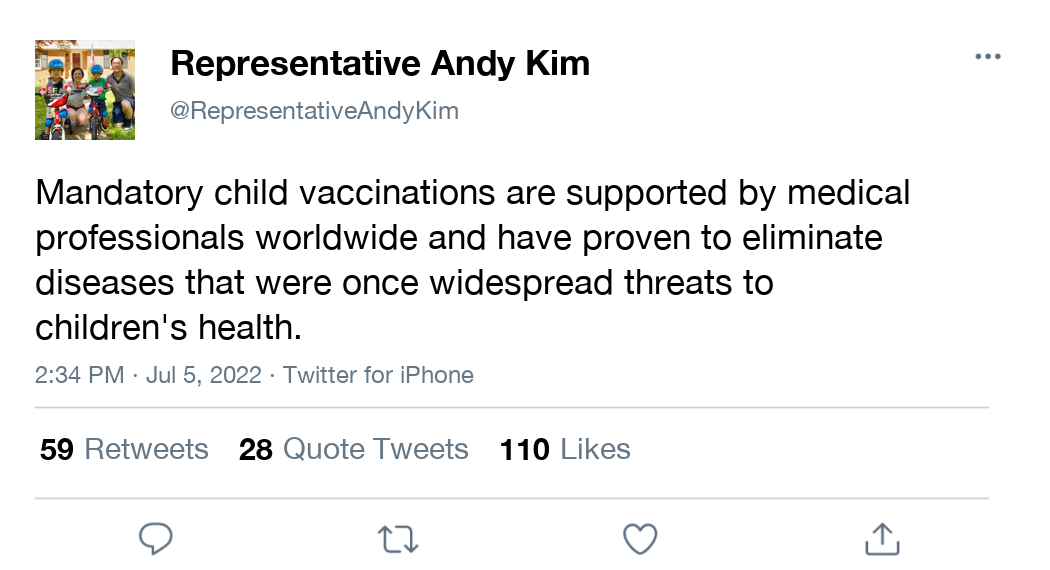 Representative Andy Kim
@RepresentativeAndyKim
Mandatory child vaccinations are supported by medical
professionals worldwide and have proven to eliminate
diseases that were once widespread threats to
children's health.
2:34 PM · Jul 5, 2022 · Twitter for iPhone
59 Retweets 28 Quote Tweets 110 Likes